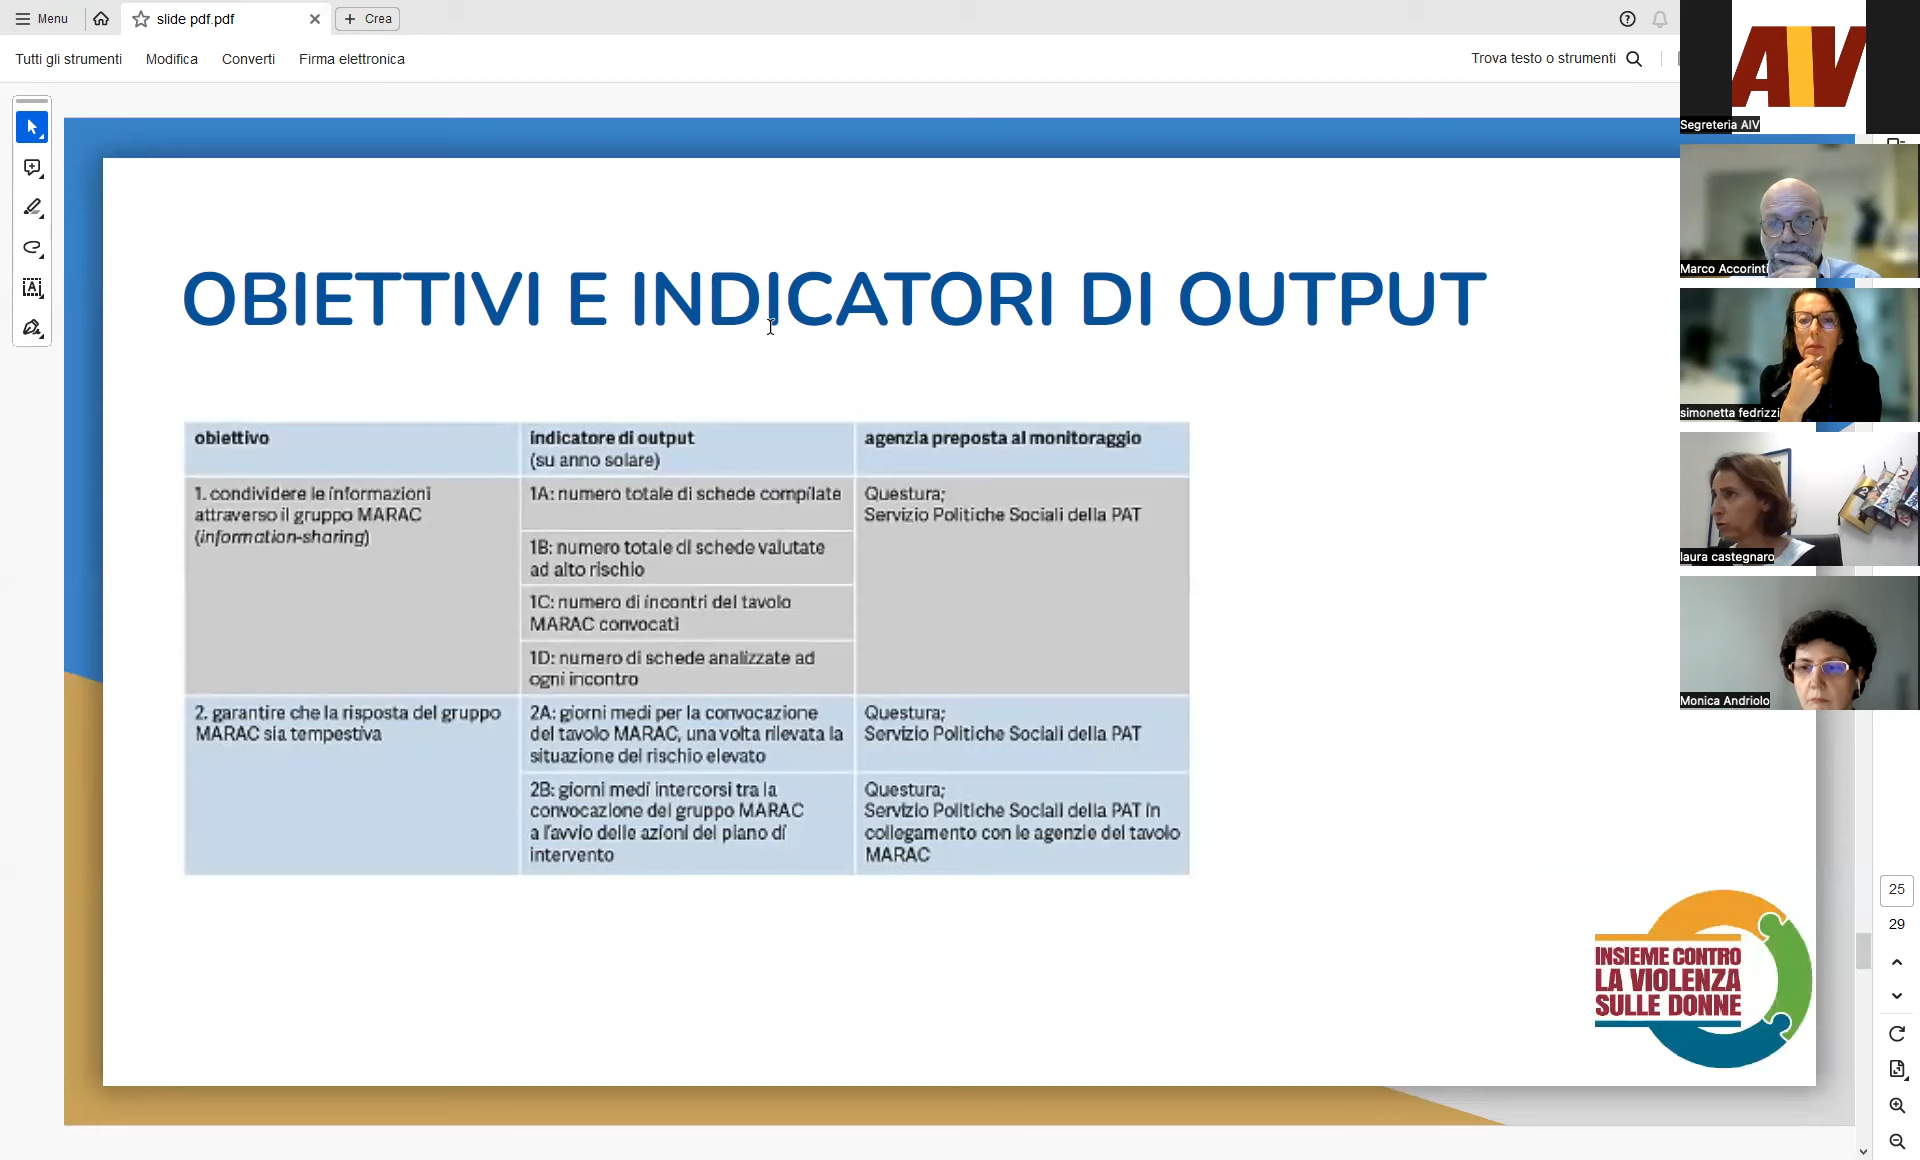 Menu
slide pdf.pdf
Crea
Tutti gli strumenti
Modifica
Converti
Firma elettronica
Trova testo o strumenti
AIV
Segreteria AIV
Marco Accorinti
simonetta fedrizzi
laura castegnaro
Monica Andriolo
OBIETTIVI E INDICATORI DI OUTPUT
obiettivo
indicatore di output
(su anno solare)
agenzia preposta al monitoraggio
1. condividere le informazioni
attraverso il gruppo MARAC
(information-sharing)
1A: numero totale di schede compilate
Questura;
Servizio Politiche Sociali della PAT
1B: numero totale di schede valutate
ad alto rischio
1C: numero di incontri del tavolo
MARAC convocati
1D: numero di schede analizzate ad
ogni incontro
2. garantire che la risposta del gruppo
MARAC sia tempestiva
2A: giorni medi per la convocazione
del tavolo MARAC, una volta rilevata la
situazione del rischio elevato
Questura;
Servizio Politiche Sociali della PAT
2B: giorni medi intercorsi tra la
convocazione del gruppo MARAC
a l'avvio delle azioni del piano di
intervento
Questura;
Servizio Politiche Sociali della PAT in
collegamento con le agenzie del tavolo
MARAC
INSIEME CONTRO
LA VIOLENZA
SULLE DONNE
25
29